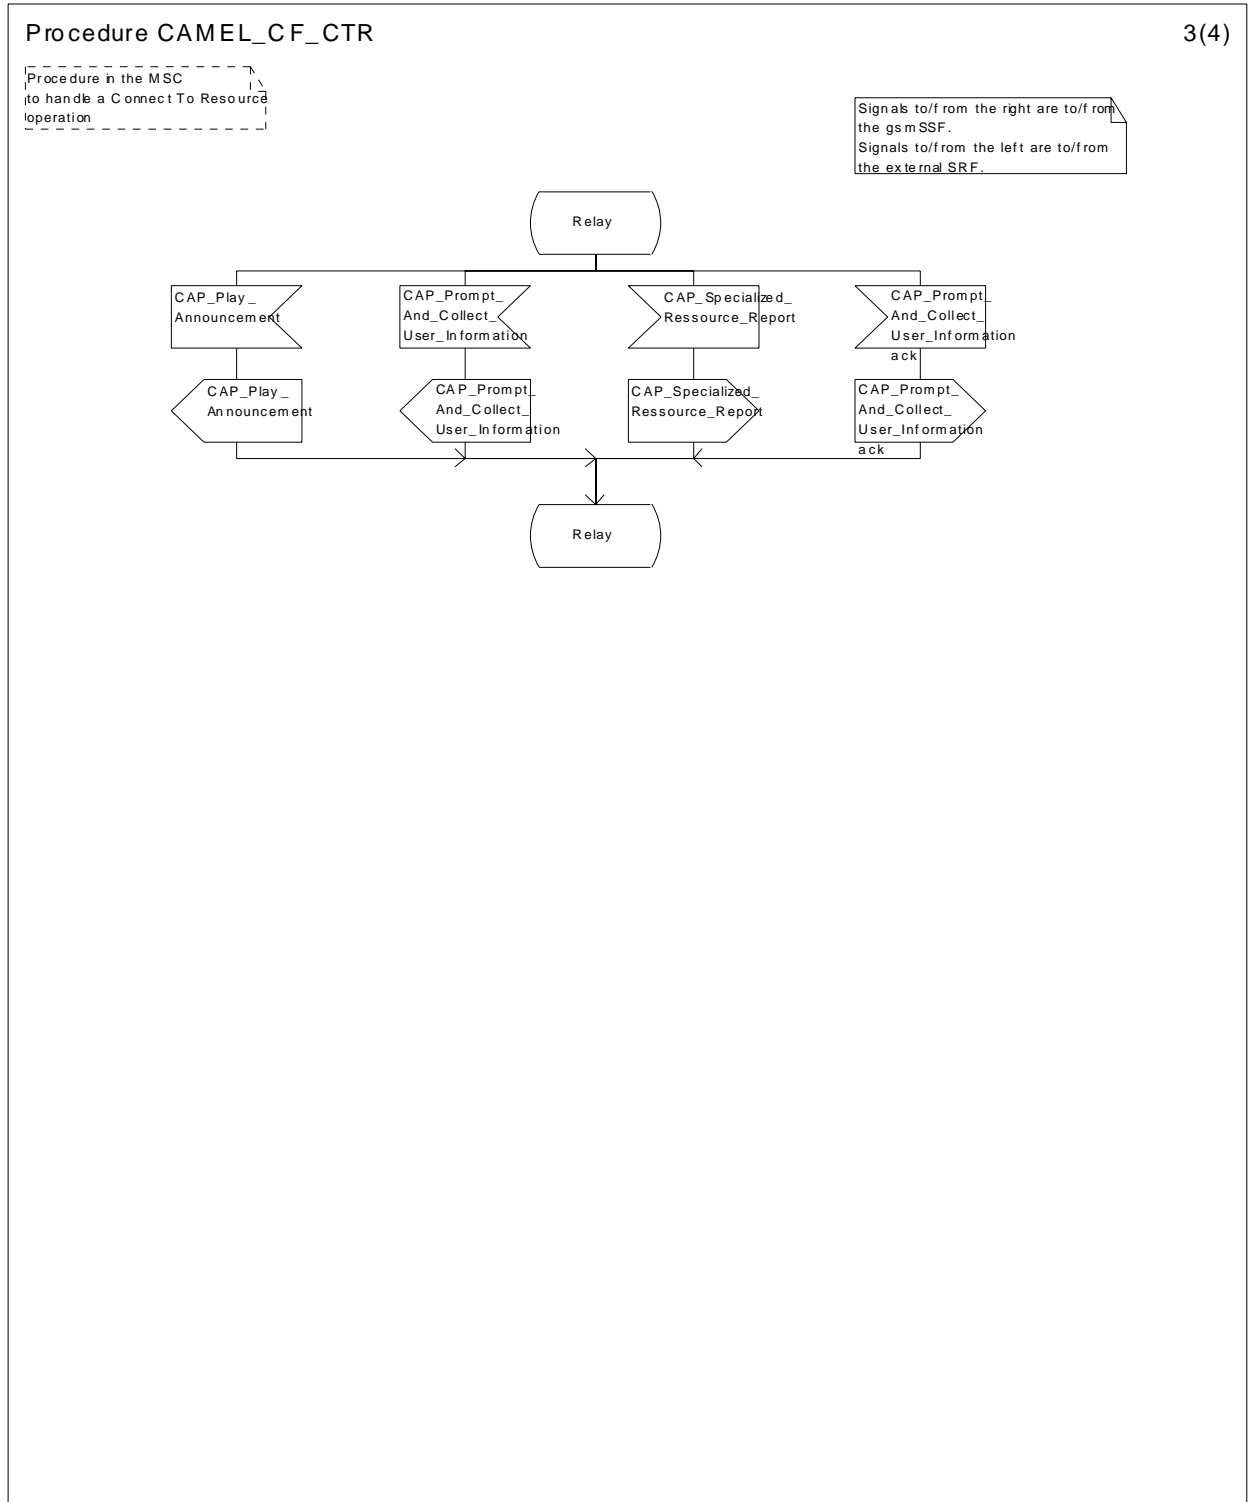 Procedure CAMEL_CF_CTR
3(4)
Procedure in the MSC
to handle a Connect To Resource
operation
Signals to/from the right are to/from
the gsmSSF.
Signals to/from the left are to/from
the external SRF.
Relay
CAP_Play_
Announcement
CAP_Prompt_
And_Collect_
User_Information
CAP_Specialized_
Ressource_Report
CAP_Prompt_
And_Collect_
User_Information
ack
CAP_Play_
Announcement
CAP_Prompt_
And_Collect_
User_Information
CAP_Specialized_
Ressource_Report
CAP_Prompt_
And_Collect_
User_Information
ack
Relay